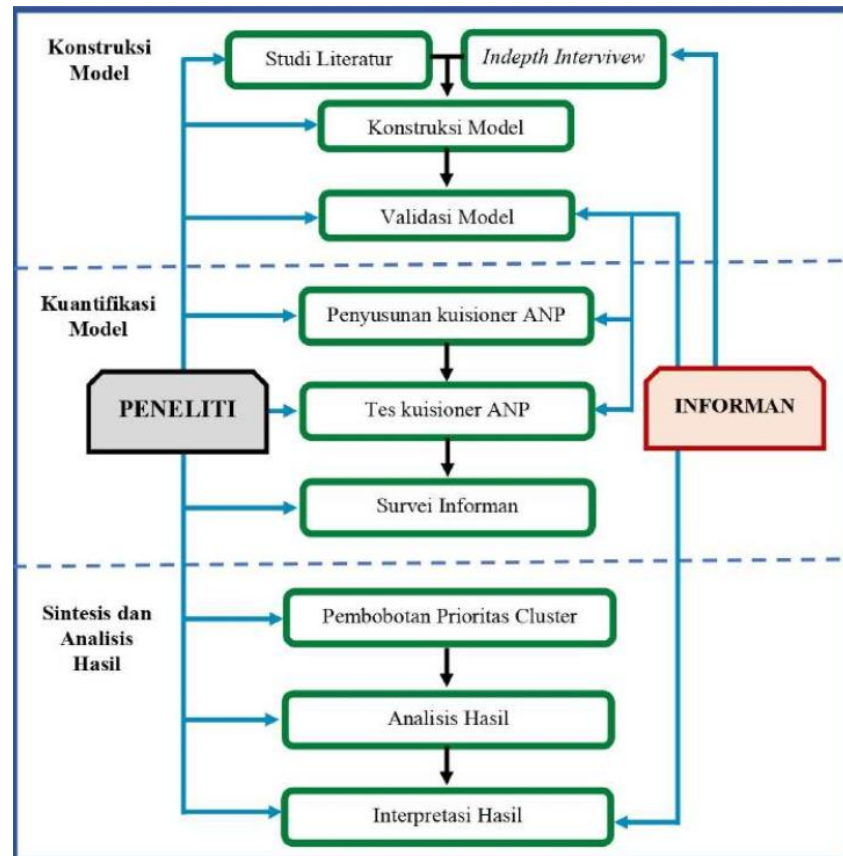 Konstruksi
Model
Studi Literatur
Indepth Intervivew
Konstruksi Model
Validasi Model
Kuantifikasi
Model
Penyusunan kuisioner ANP
PENELITI
Tes kuisioner ANP
INFORMAN
Survei Informan
Sintesis dan
Analisis
Hasil
Pembobotan Prioritas Cluster
Analisis Hasil
Interpretasi Hasil